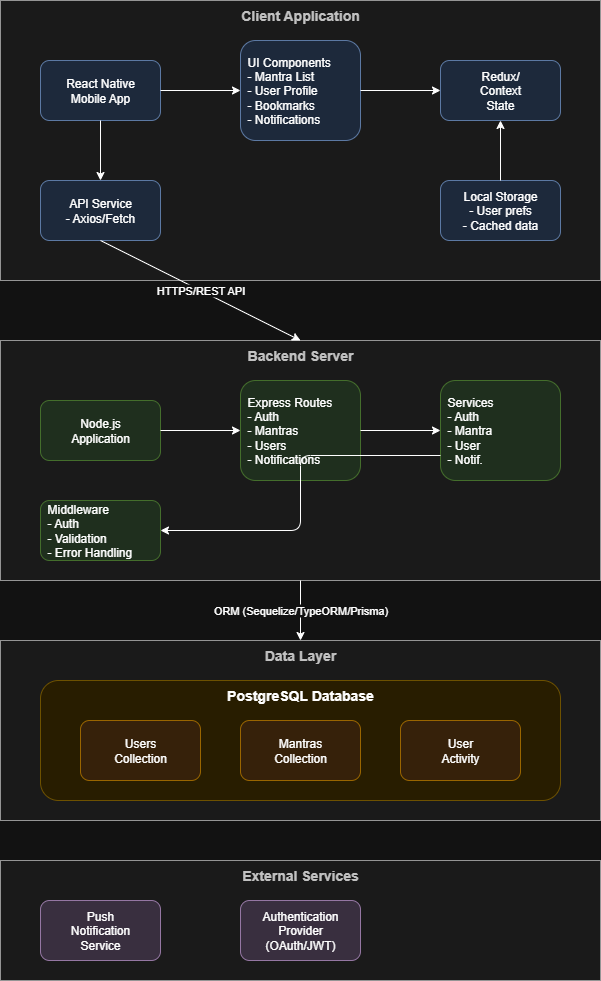 Client Application
React Native
Mobile App
UI Components
- Mantra List
- User Profile
- Bookmarks
- Notifications
Redux/
Context
State
API Service
- Axios/Fetch
Local Storage
- User prefs
- Cached data
HTTPS/REST API
Backend Server
Node.js
Application
Express Routes
- Auth
- Mantras
- Users
- Notifications
Services
- Auth
- Mantra
- User
- Notif.
Middleware
- Auth
- Validation
- Error Handling
ORM (Sequelize/TypeORM/Prisma)
Data Layer
PostgreSQL Database
Users
Collection
Mantras
Collection
User
Activity
External Services
Push
Notification
Service
Authentication
Provider
(OAuth/JWT)